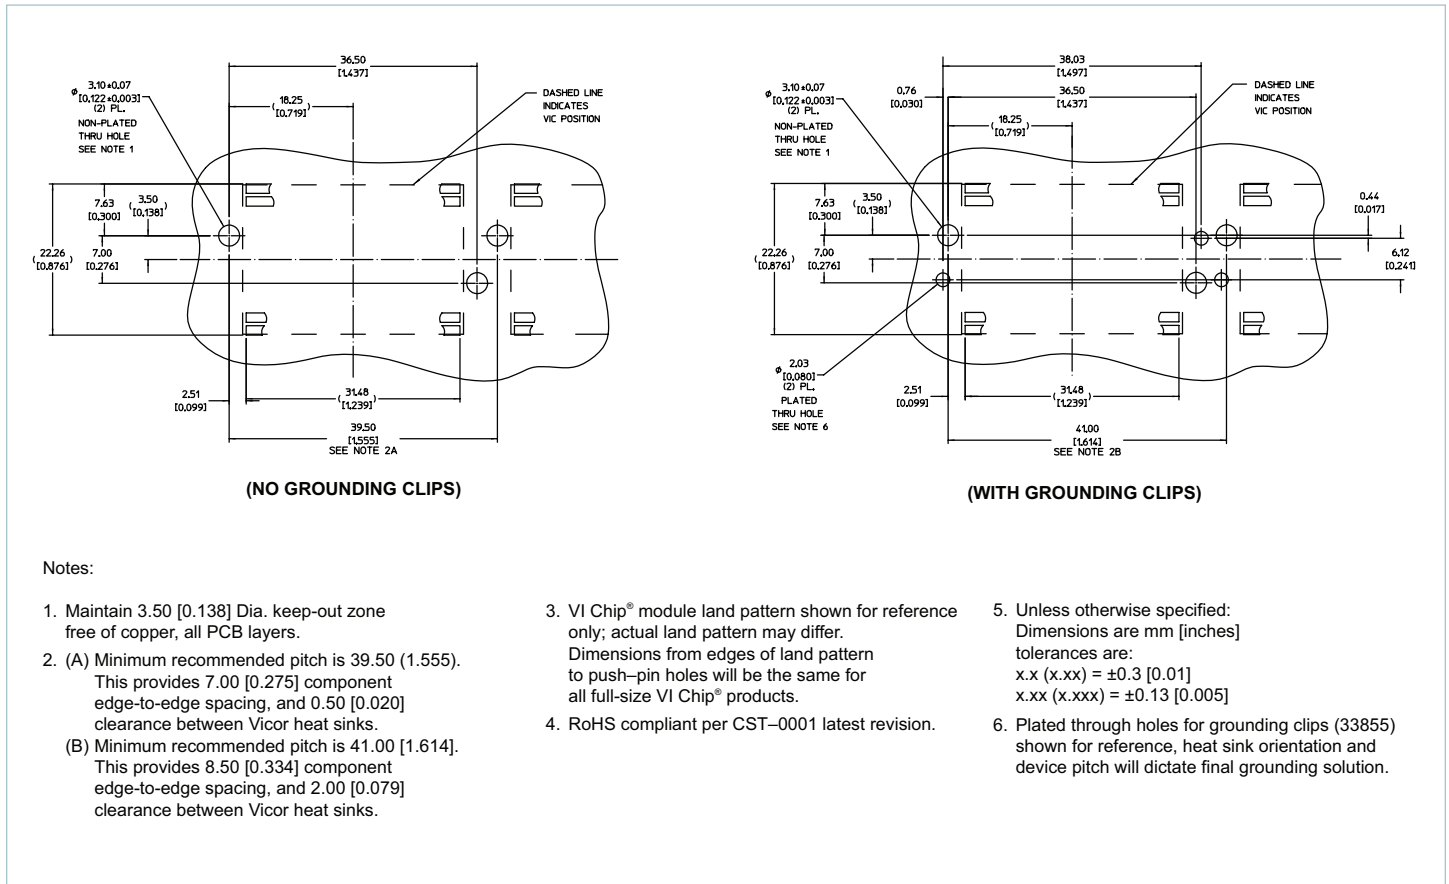 36.50
[1.437]
3.10±0.07
ø [0.122±0.003]
(2) PL.
NON-PLATED
THRU HOLE
SEE NOTE 1
18.25
( [0.719] )
DASHED LINE
INDICATES
VIC POSITION
7.63
[0.300]
3.50
( [0.138] )
22.26
( [0.876] )
7.00
[0.276]
2.51
[0.099]
31.48
( [1.239] )
39.50
[1.555]
SEE NOTE 2A
(NO GROUNDING CLIPS)
38.03
[1.497]
3.10±0.07
ø [0.122±0.003]
(2) PL.
NON-PLATED
THRU HOLE
SEE NOTE 1
0.76
[0.030]
36.50
[1.437]
18.25
( [0.719] )
DASHED LINE
INDICATES
VIC POSITION
7.63
[0.300]
3.50
( [0.138] )
0.44
[0.017]
22.26
( [0.876] )
7.00
[0.276]
6.12
[0.241]
2.03
ø [0.080]
(2) PL.
PLATED
THRU HOLE
SEE NOTE 6
2.51
[0.099]
31.48
( [1.239] )
41.00
[1.614]
SEE NOTE 2B
(WITH GROUNDING CLIPS)
Notes:
1. Maintain 3.50 [0.138] Dia. keep-out zone
free of copper, all PCB layers.
2. (A) Minimum recommended pitch is 39.50 (1.555).
This provides 7.00 [0.275] component
edge-to-edge spacing, and 0.50 [0.020]
clearance between Vicor heat sinks.
(B) Minimum recommended pitch is 41.00 [1.614].
This provides 8.50 [0.334] component
edge-to-edge spacing, and 2.00 [0.079]
clearance between Vicor heat sinks.
3. VI Chip® module land pattern shown for reference
only; actual land pattern may differ.
Dimensions from edges of land pattern
to push–pin holes will be the same for
all full-size VI Chip® products.
4. RoHS compliant per CST–0001 latest revision.
5. Unless otherwise specified:
Dimensions are mm [inches]
tolerances are:
x.x (x.xx) = ±0.3 [0.01]
x.xx (x.xxx) = ±0.13 [0.005]
6. Plated through holes for grounding clips (33855)
shown for reference, heat sink orientation and
device pitch will dictate final grounding solution.